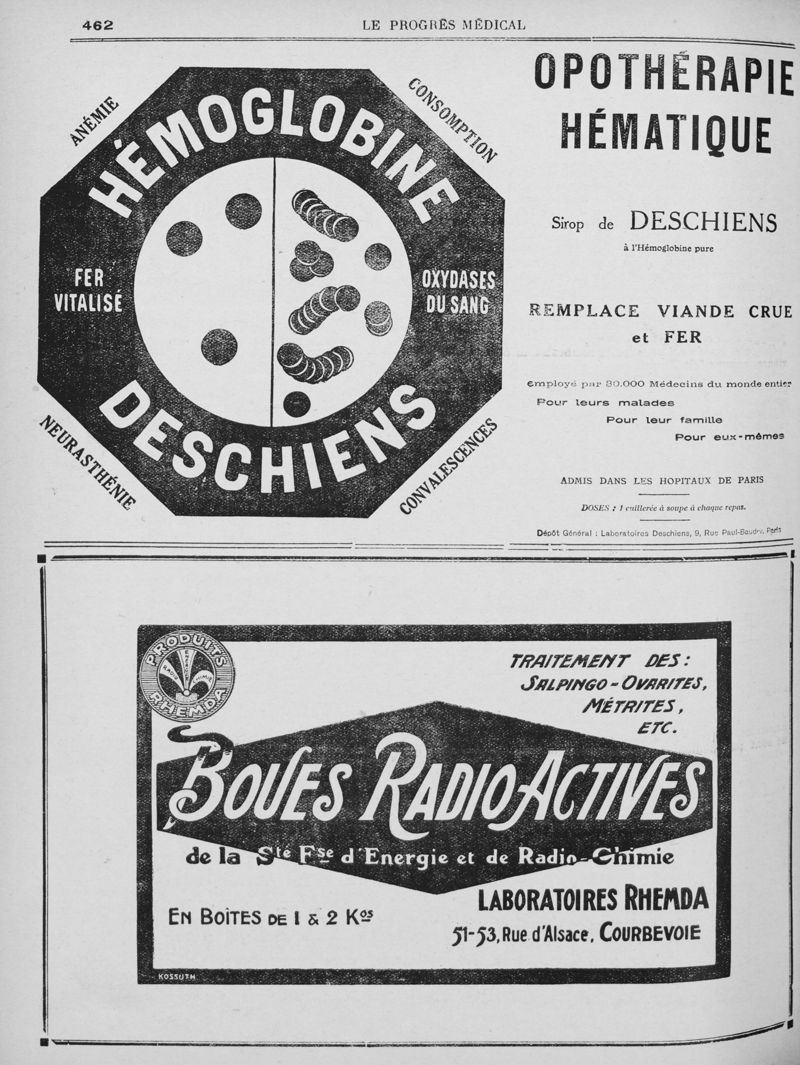 462
LE PROGRÈS MÉDICAL
ANÉMIE
CONSOMPTION
HÉMOGLOBINE
FER
VITALISÉ
OXYDASES
DU SANG
DESCHIENS
NEURASTHÉNIE
CONVALESCENCES
OPOTHÉRAPIE
HÉMATIQUE
Sirop de DESCHIENS
à l'Hémoglobine pure
REMPLACE VIANDE CRUE
et FER
Employé par 30.000 Médecins du monde entier
Pour leurs malades
Pour leur famille
Pour eux-mêmes
ADMIS DANS LES HOPITAUX DE PARIS
DOSES : 1 cuillerée à soupe à chaque repas.
Dépôt Général : Laboratoires Deschiens, 9, Rue Paul-Baudry, Paris
PRODUITS
RHEMDA
TRAITEMENT DES :
SALPINGO-OVARITES,
MÉTRITES,
ETC.
BOUES RADIOACTIVES
de la Sté Fse d'Energie et de Radio-Chimie
EN BOÎTES DE 1 & 2 Kos
LABORATOIRES RHEMDA
51-53, Rue d'Alsace, COURBEVOIE
KOSSUTH